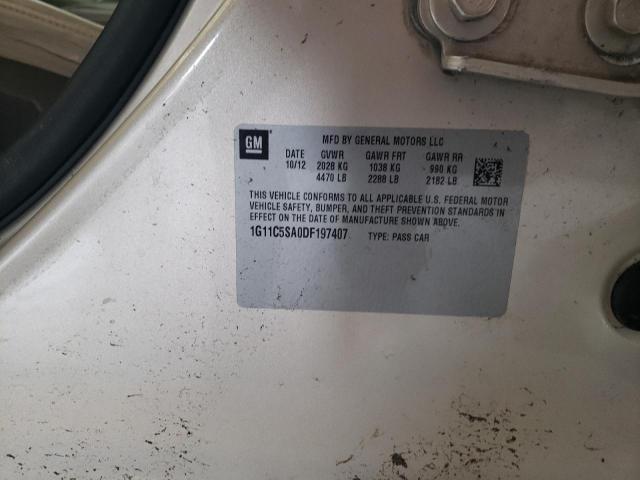 GM
MFD BY GENERAL MOTORS LLC
DATE GVWR GAWR FRT GAWR RR
10/12 2028 KG 1038 KG 990 KG
4470 LB 2288 LB 2182 LB
THIS VEHICLE CONFORMS TO ALL APPLICABLE U.S. FEDERAL MOTOR
VEHICLE SAFETY, BUMPER, AND THEFT PREVENTION STANDARDS IN
EFFECT ON THE DATE OF MANUFACTURE SHOWN ABOVE.
1G11C5SA0DF197407 TYPE: PASS CAR